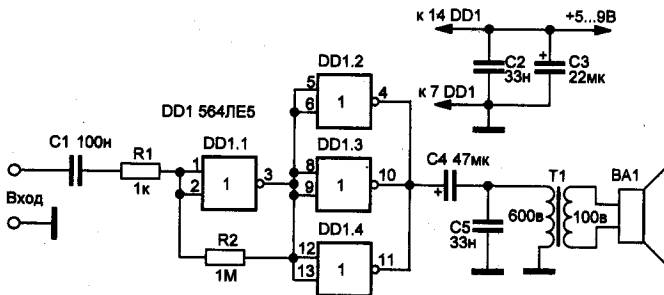 к 14 DD1
+5...9В
C2
33н
C3
+
22мк
к 7 DD1
DD1.2
5
6
1
4
DD1 564ЛЕ5
C1 100н
R1
1к
DD1.1
1
2
1
3
DD1.3
8
9
1
10
C4 47мк
+
T1
BA1
Вход
600в
100в
C5
33н
R2
1М
DD1.4
12
13
1
11